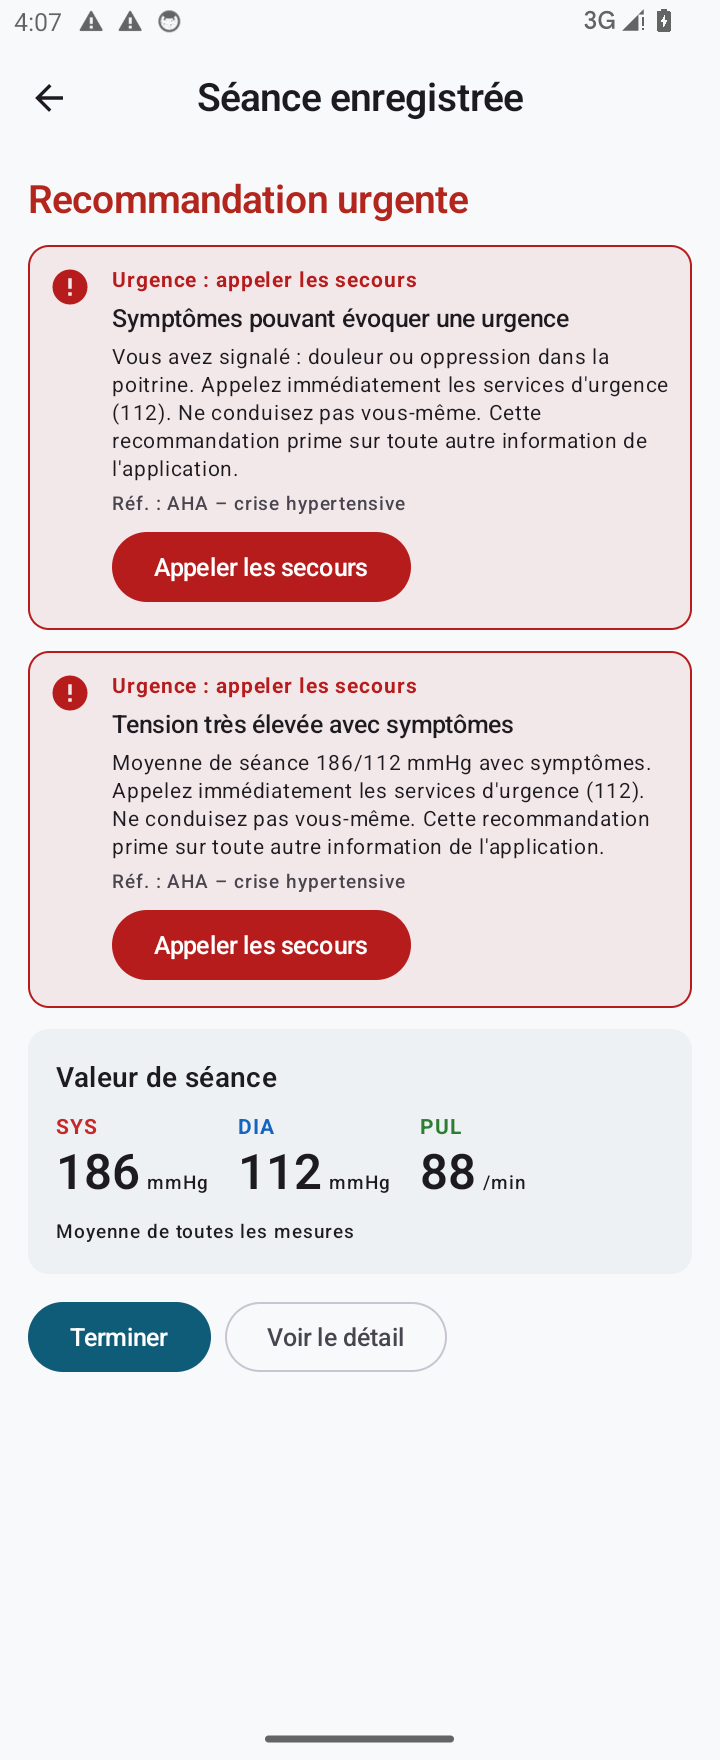 4:07
3G
Séance enregistrée
Recommandation urgente
Urgence : appeler les secours
Symptômes pouvant évoquer une urgence
Vous avez signalé : douleur ou oppression dans la
poitrine. Appelez immédiatement les services d'urgence
(112). Ne conduisez pas vous-même. Cette
recommandation prime sur toute autre information de
l'application.
Réf. : AHA – crise hypertensive
Appeler les secours
Urgence : appeler les secours
Tension très élevée avec symptômes
Moyenne de séance 186/112 mmHg avec symptômes.
Appelez immédiatement les services d'urgence (112).
Ne conduisez pas vous-même. Cette recommandation
prime sur toute autre information de l'application.
Réf. : AHA – crise hypertensive
Appeler les secours
Valeur de séance
SYS DIA PUL
186 mmHg 112 mmHg 88 /min
Moyenne de toutes les mesures
Terminer Voir le détail